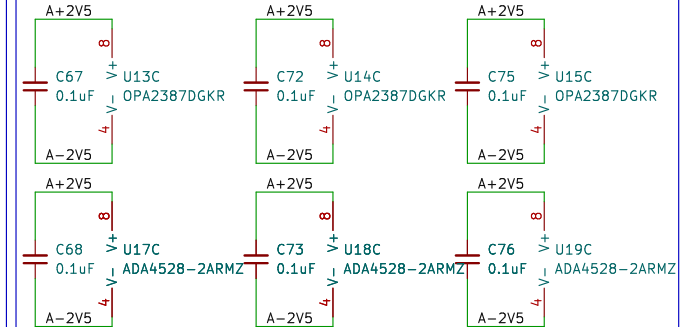 A+2V5 A+2V5 A+2V5
8 8 8
V+ V+ V+
C67 U13C C72 U14C C75 U15C
0.1uF OPA2387DGKR 0.1uF OPA2387DGKR 0.1uF OPA2387DGKR
V- V- V-
4 4 4
A-2V5 A-2V5 A-2V5
A+2V5 A+2V5 A+2V5
8 8 8
V+ V+ V+
C68 U17C C73 U18C C76 U19C
0.1uF ADA4528-2ARMZ 0.1uF ADA4528-2ARMZ 0.1uF ADA4528-2ARMZ
V- V- V-
4 4 4
A-2V5 A-2V5 A-2V5